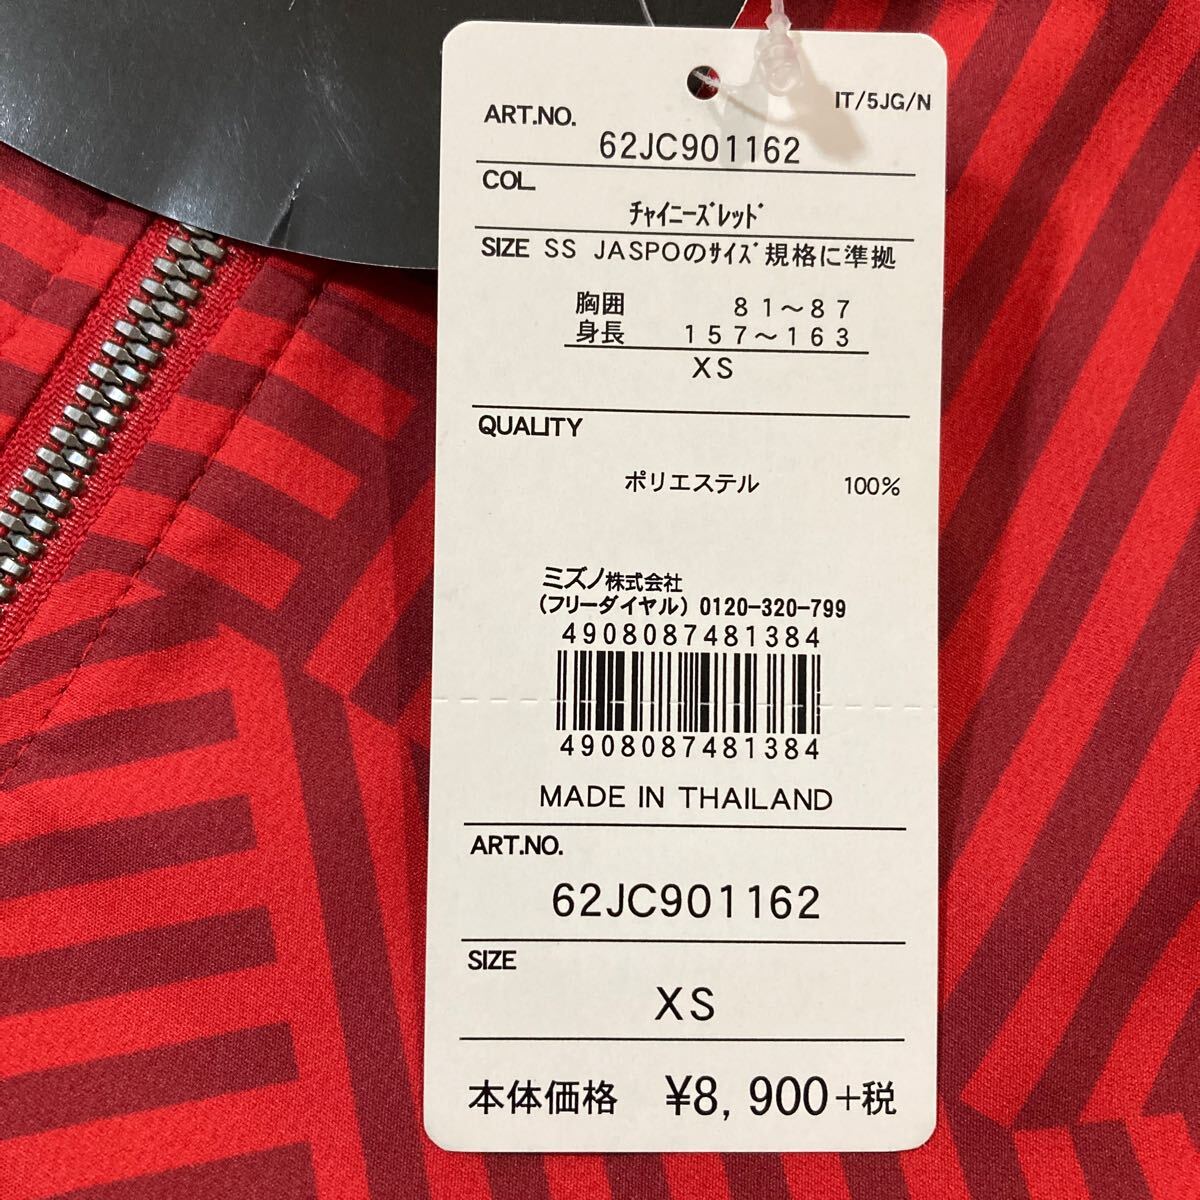 IT/5JG/N
ART.NO.
62JC901162
COL.
ﾁｬｲﾆｰｽﾞﾚｯﾄﾞ
SIZE SS JASPOのｻｲｽﾞ規格に準拠
胸囲 81～87
身長 157～163
XS
QUALITY
ポリエステル 100%
ミズノ株式会社
(フリーダイヤル) 0120-320-799
4908087481384
4908087481384
MADE IN THAILAND
ART.NO.
62JC901162
SIZE
XS
本体価格 ¥8,900+税